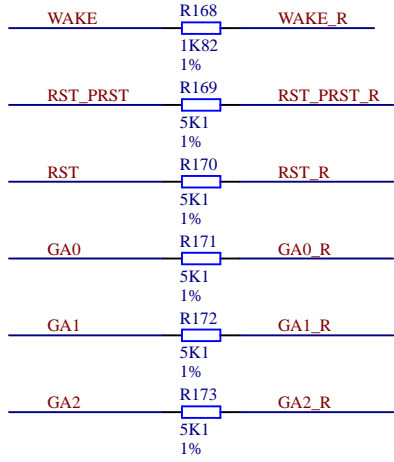 WAKE R168 WAKE_R
1K82
1%
RST_PRST R169 RST_PRST_R
5K1
1%
RST R170 RST_R
5K1
1%
GA0 R171 GA0_R
5K1
1%
GA1 R172 GA1_R
5K1
1%
GA2 R173 GA2_R
5K1
1%